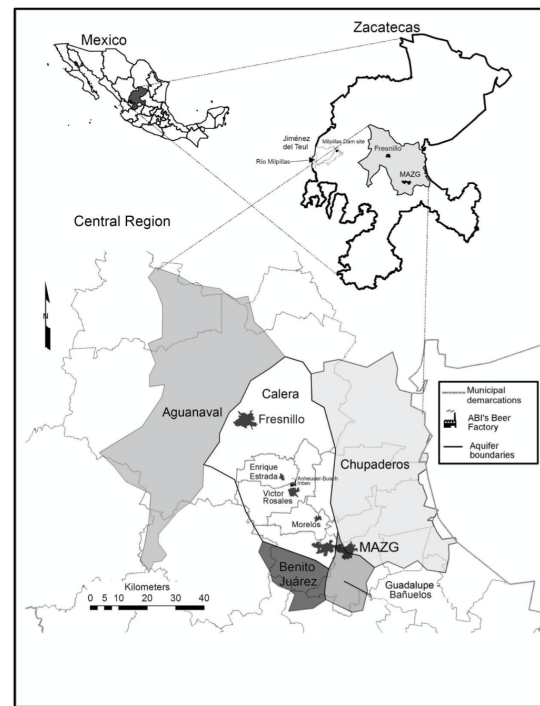 Mexico
Zacatecas
Jiménez
del Teul
Milpillas Dam site
Río Milpillas
Fresnillo
MAZG
Central Region
N
Calera
Aguanaval
Fresnillo
Municipal
demarcations
ABI's Beer
Factory
Aquifer
boundaries
Chupaderos
Enrique
Estrada
Anheuser-Busch
Inbev
Victor
Rosales
Morelos
MAZG
Benito
Juárez
Guadalupe
Bañuelos
Kilometers
0 5 10 20 30 40